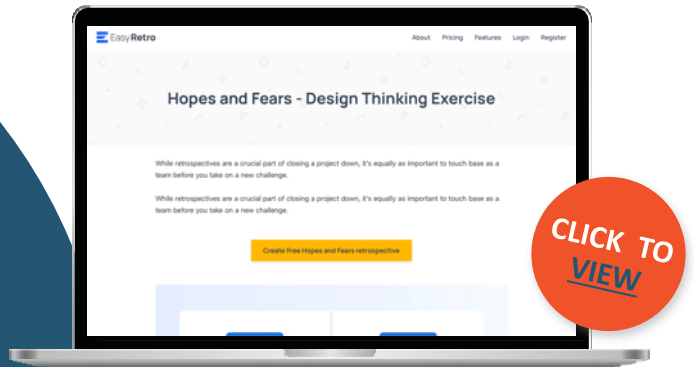 EasyRetro
About Pricing Features Login Register
Hopes and Fears - Design Thinking Exercise
While retrospectives are a crucial part of closing a project down, it's equally as important to touch base as a
team before you take on a new challenge.
While retrospectives are a crucial part of closing a project down, it's equally as important to touch base as a
team before you take on a new challenge.
Create Free Hopes and Fears retrospective
CLICK TO
VIEW